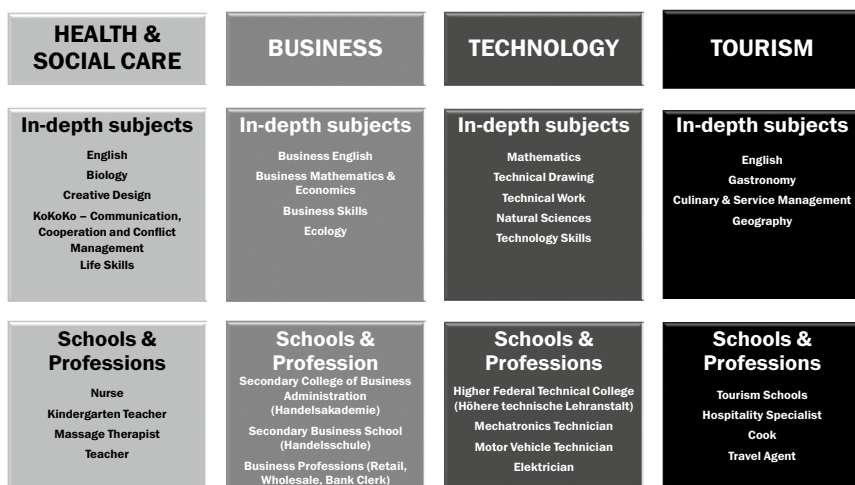 HEALTH &
SOCIAL CARE
BUSINESS
TECHNOLOGY
TOURISM
In-depth subjects
English
Biology
Creative Design
KoKoKo – Communication,
Cooperation and Conflict
Management
Life Skills
In-depth subjects
Business English
Business Mathematics &
Economics
Business Skills
Ecology
In-depth subjects
Mathematics
Technical Drawing
Technical Work
Natural Sciences
Technology Skills
In-depth subjects
English
Gastronomy
Culinary & Service Management
Geography
Schools &
Professions
Nurse
Kindergarten Teacher
Massage Therapist
Teacher
Schools &
Profession
Secondary College of Business
Administration
(Handelsakademie)
Secondary Business School
(Handelsschule)
Business Professions (Retail,
Wholesale, Bank Clerk)
Schools &
Professions
Higher Federal Technical College
(Höhere technische Lehranstalt)
Mechatronics Technician
Motor Vehicle Technician
Elektrician
Schools &
Professions
Tourism Schools
Hospitality Specialist
Cook
Travel Agent